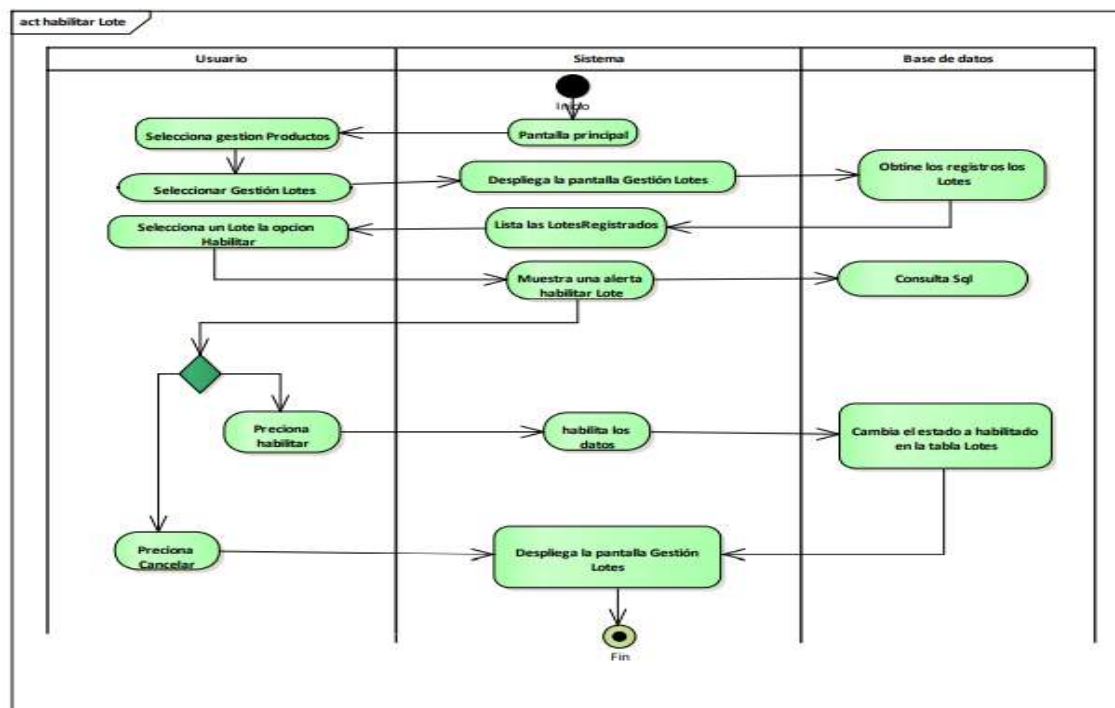 act habilitar Lote
Usuario
Sistema
Base de datos
Inicio
Selecciona gestion Productos
Pantalla principal
Seleccionar Gestión Lotes
Despliega la pantalla Gestión Lotes
Obtine los registros los
Lotes
Selecciona un Lote la opcion
Habilitar
Lista las LotesRegistrados
Muestra una alerta
habilitar Lote
Consulta Sql
Preciona
habilitar
habilita los
datos
Cambia el estado a habilitado
en la tabla Lotes
Preciona
Cancelar
Despliega la pantalla Gestión
Lotes
Fin